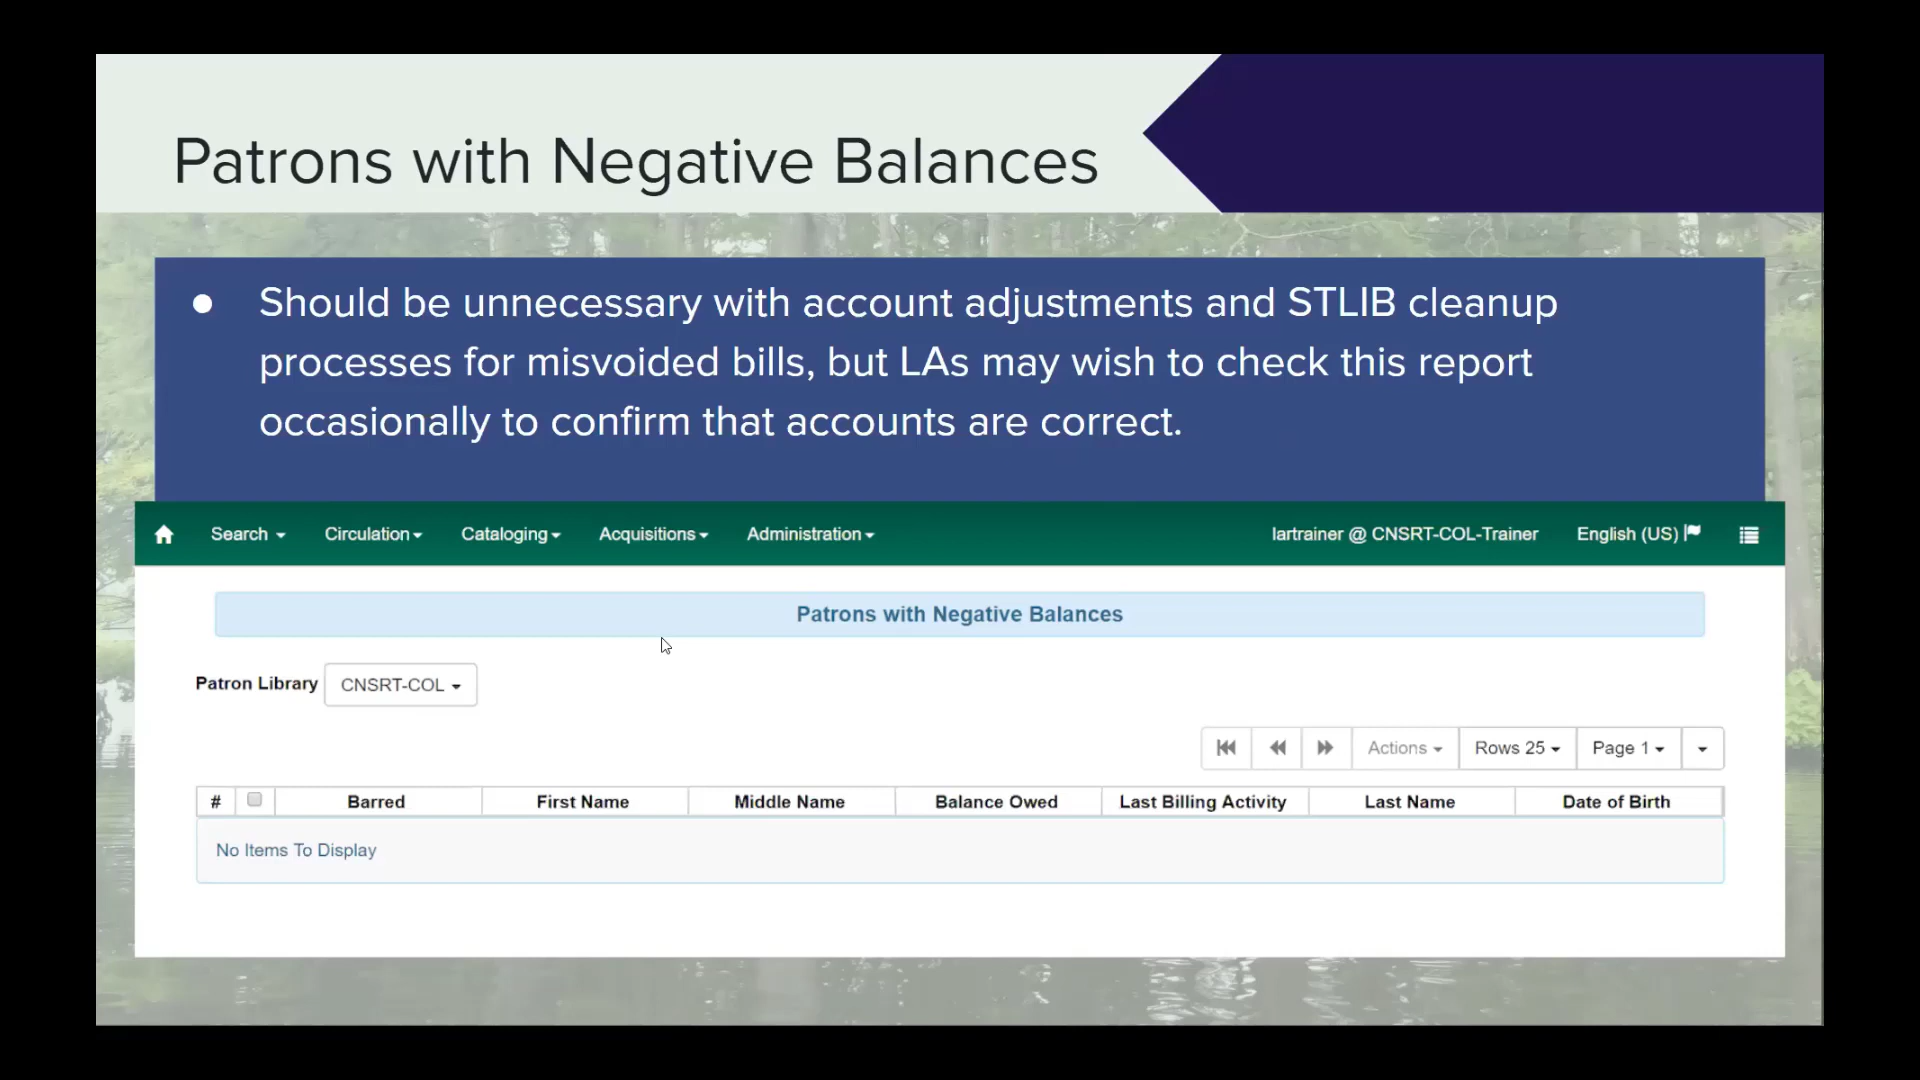 Patrons with Negative Balances
● Should be unnecessary with account adjustments and STLIB cleanup
processes for misvoided bills, but LAs may wish to check this report
occasionally to confirm that accounts are correct.
Search Circulation Cataloging Acquisitions Administration lartrainer @ CNSRT-COL-Trainer English (US)
Patrons with Negative Balances
Patron Library CNSRT-COL
Actions Rows 25 Page 1
# Barred First Name Middle Name Balance Owed Last Billing Activity Last Name Date of Birth
No Items To Display